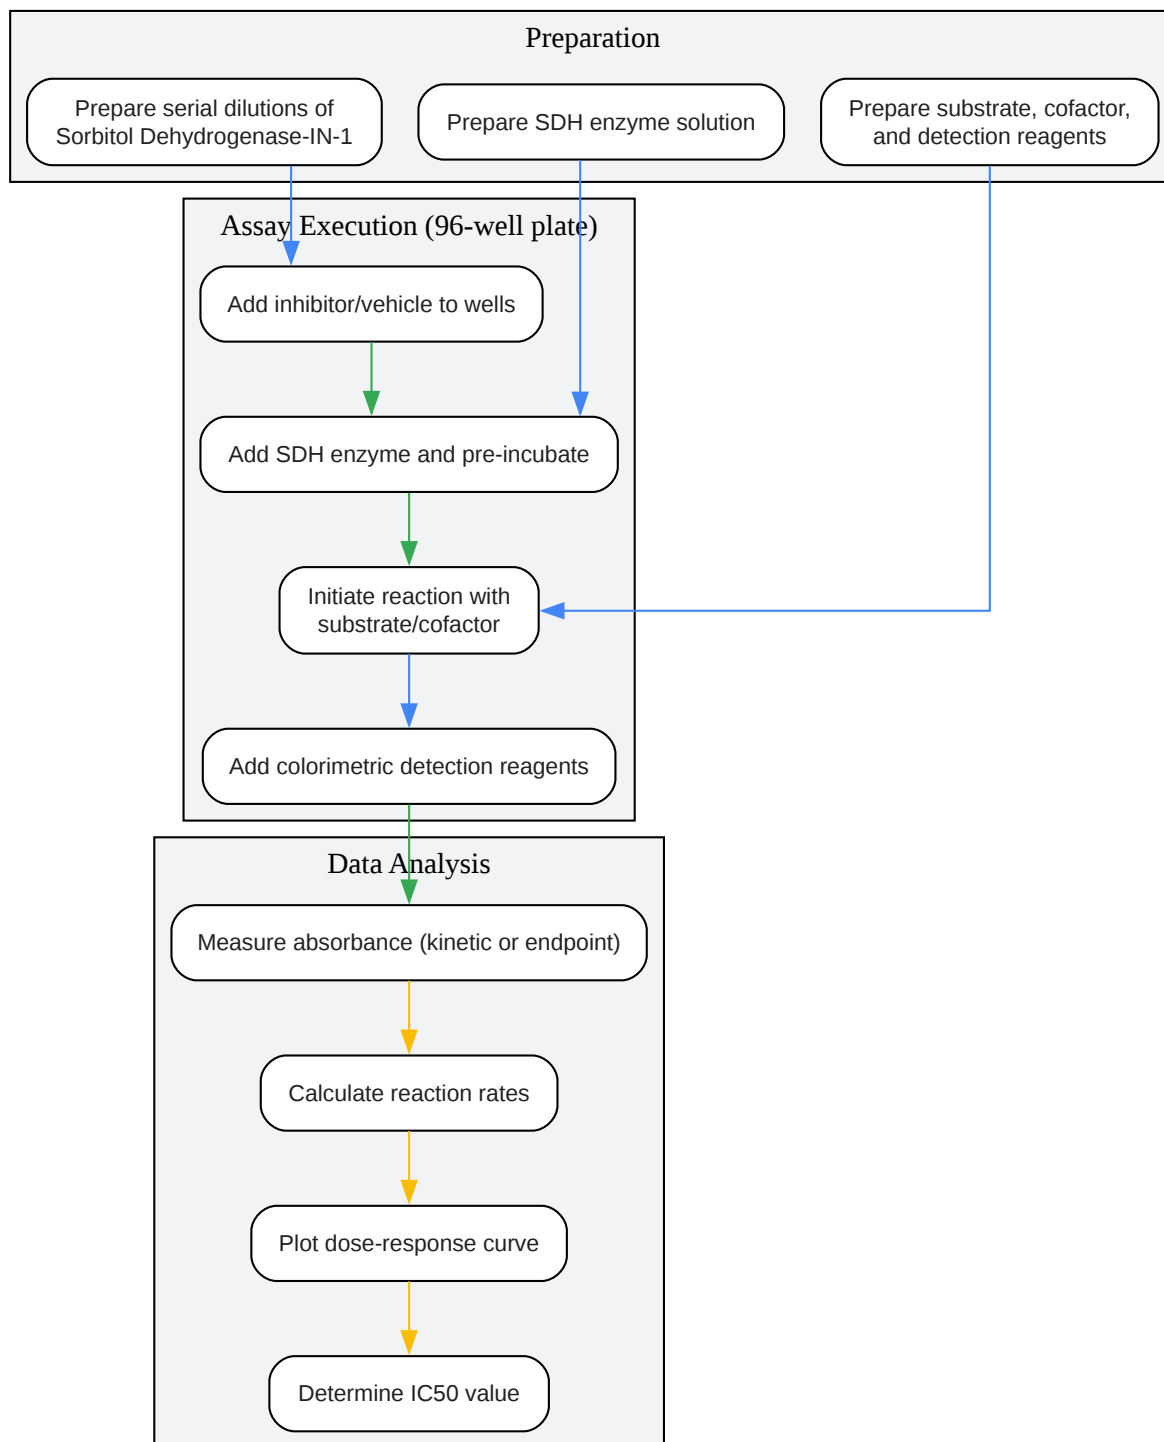 Preparation
Prepare serial dilutions of
Sorbitol Dehydrogenase-IN-1
Prepare SDH enzyme solution
Prepare substrate, cofactor,
and detection reagents
Assay Execution (96-well plate)
Add inhibitor/vehicle to wells
Add SDH enzyme and pre-incubate
Initiate reaction with
substrate/cofactor
Add colorimetric detection reagents
Data Analysis
Measure absorbance (kinetic or endpoint)
Calculate reaction rates
Plot dose-response curve
Determine IC50 value